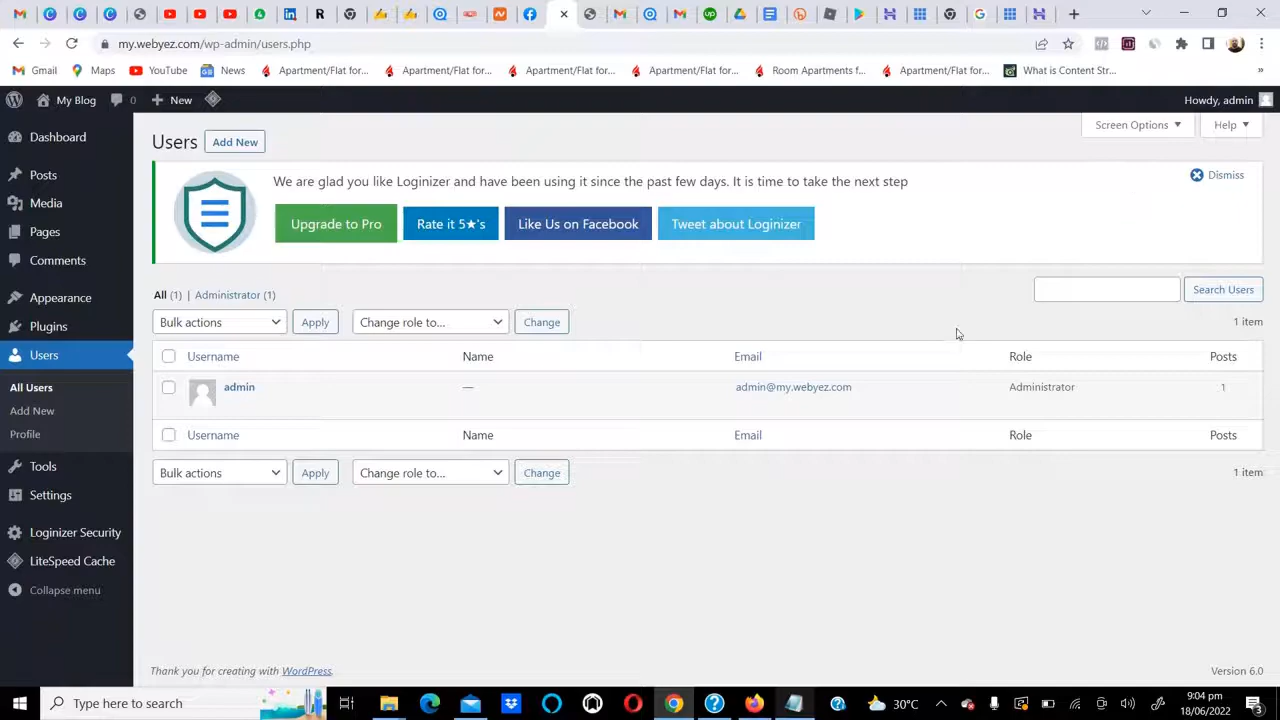 my.webyez.com/wp-admin/users.php
Gmail
Maps
YouTube
News
Apartment/Flat for...
Apartment/Flat for...
Apartment/Flat for...
Apartment/Flat for...
Room Apartments f...
Apartment/Flat for...
What is Content Str...
»
My Blog
0
New
Howdy, admin
Dashboard
Posts
Media
Pages
Comments
Appearance
Plugins
Users
All Users
Add New
Profile
Tools
Settings
Loginizer Security
LiteSpeed Cache
Collapse menu
Screen Options
Help
Users
Add New
We are glad you like Loginizer and have been using it since the past few days. It is time to take the next step
Dismiss
Upgrade to Pro
Rate it 5★'s
Like Us on Facebook
Tweet about Loginizer
All (1) | Administrator (1)
Search Users
Bulk actions
Apply
Change role to...
Change
1 item
Username Name Email Role Posts
admin — admin@my.webyez.com Administrator 1
Username Name Email Role Posts
Bulk actions
Apply
Change role to...
Change
1 item
Thank you for creating with WordPress.
Version 6.0
Type here to search
30°C
9:04 pm
18/06/2022
3